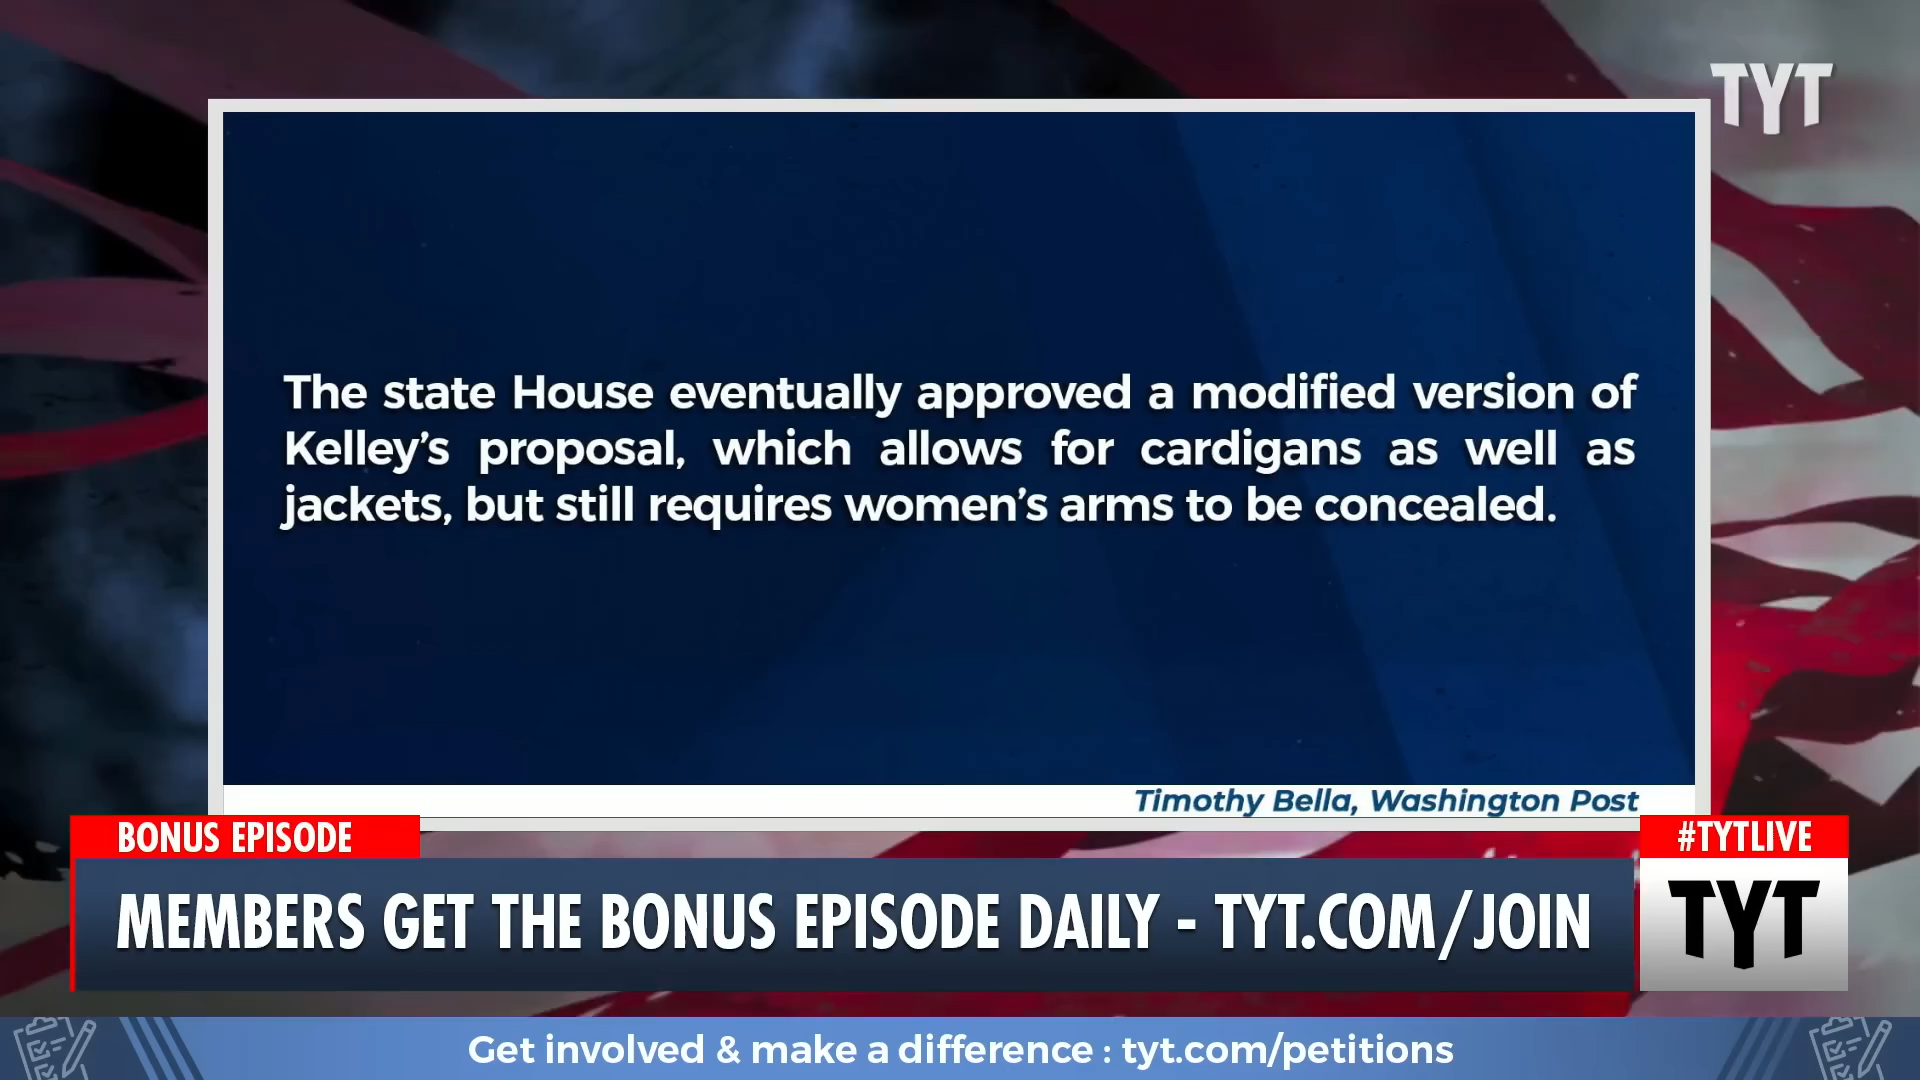 TYT
The state House eventually approved a modified version of
Kelley's proposal, which allows for cardigans as well as
jackets, but still requires women's arms to be concealed.
Timothy Bella, Washington Post
BONUS EPISODE
#TYTLIVE
MEMBERS GET THE BONUS EPISODE DAILY - TYT.COM/JOIN
TYT
Get involved & make a difference : tyt.com/petitions